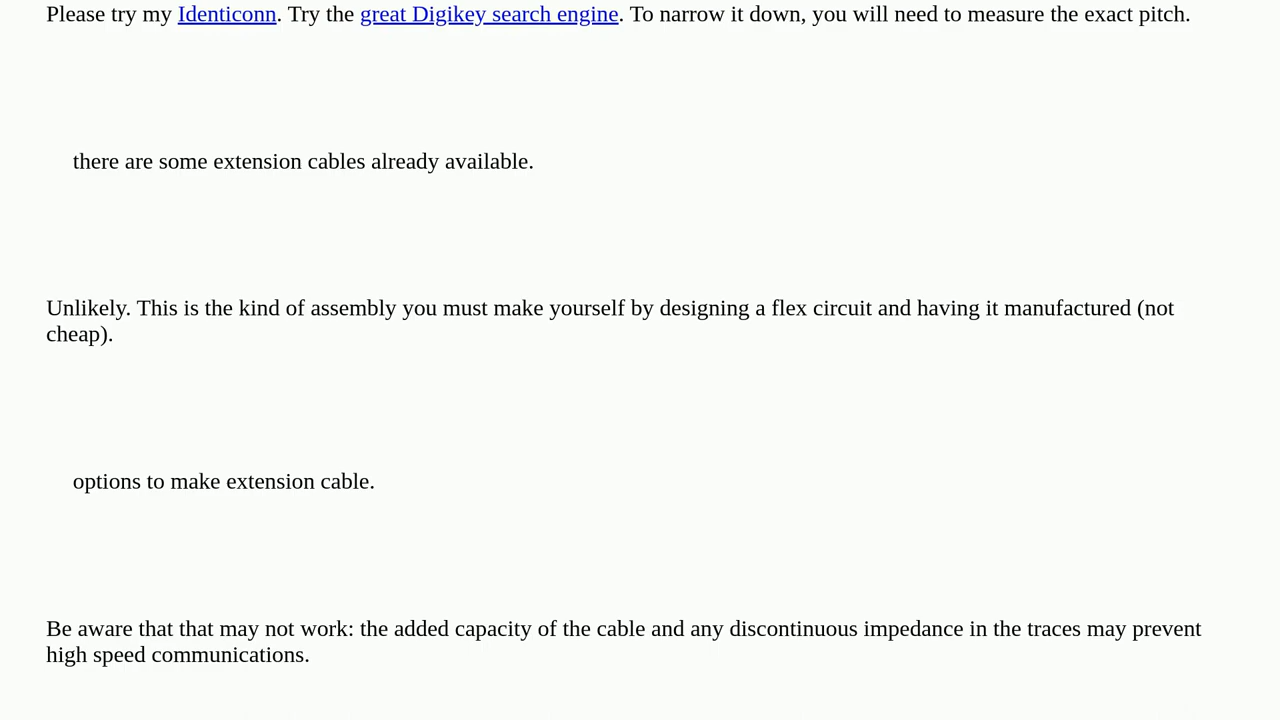 Please try my Identiconn. Try the great Digikey search engine. To narrow it down, you will need to measure the exact pitch.
there are some extension cables already available.
Unlikely. This is the kind of assembly you must make yourself by designing a flex circuit and having it manufactured (not
cheap).
options to make extension cable.
Be aware that that may not work: the added capacity of the cable and any discontinuous impedance in the traces may prevent
high speed communications.